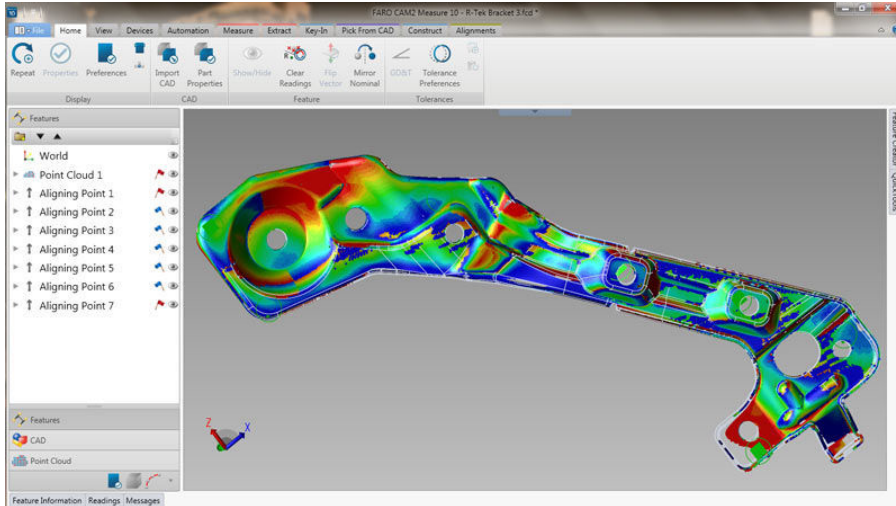 FARO CAM2 Measure 10 - R-Tek Bracket 3.fcd *
File Home View Devices Automation Measure Extract Key-In Pick From CAD Construct Alignments
Repeat Properties Preferences Import CAD Part Properties Show/Hide Clear Readings Flip Vector Mirror Nominal GD&T Tolerance Preferences
Display CAD Feature Tolerances
Features
World
Point Cloud 1
Aligning Point 1
Aligning Point 2
Aligning Point 3
Aligning Point 4
Aligning Point 5
Aligning Point 6
Aligning Point 7
Z X
Features
CAD
Point Cloud
Feature Information Readings Messages
Feature Creator
QuickTools